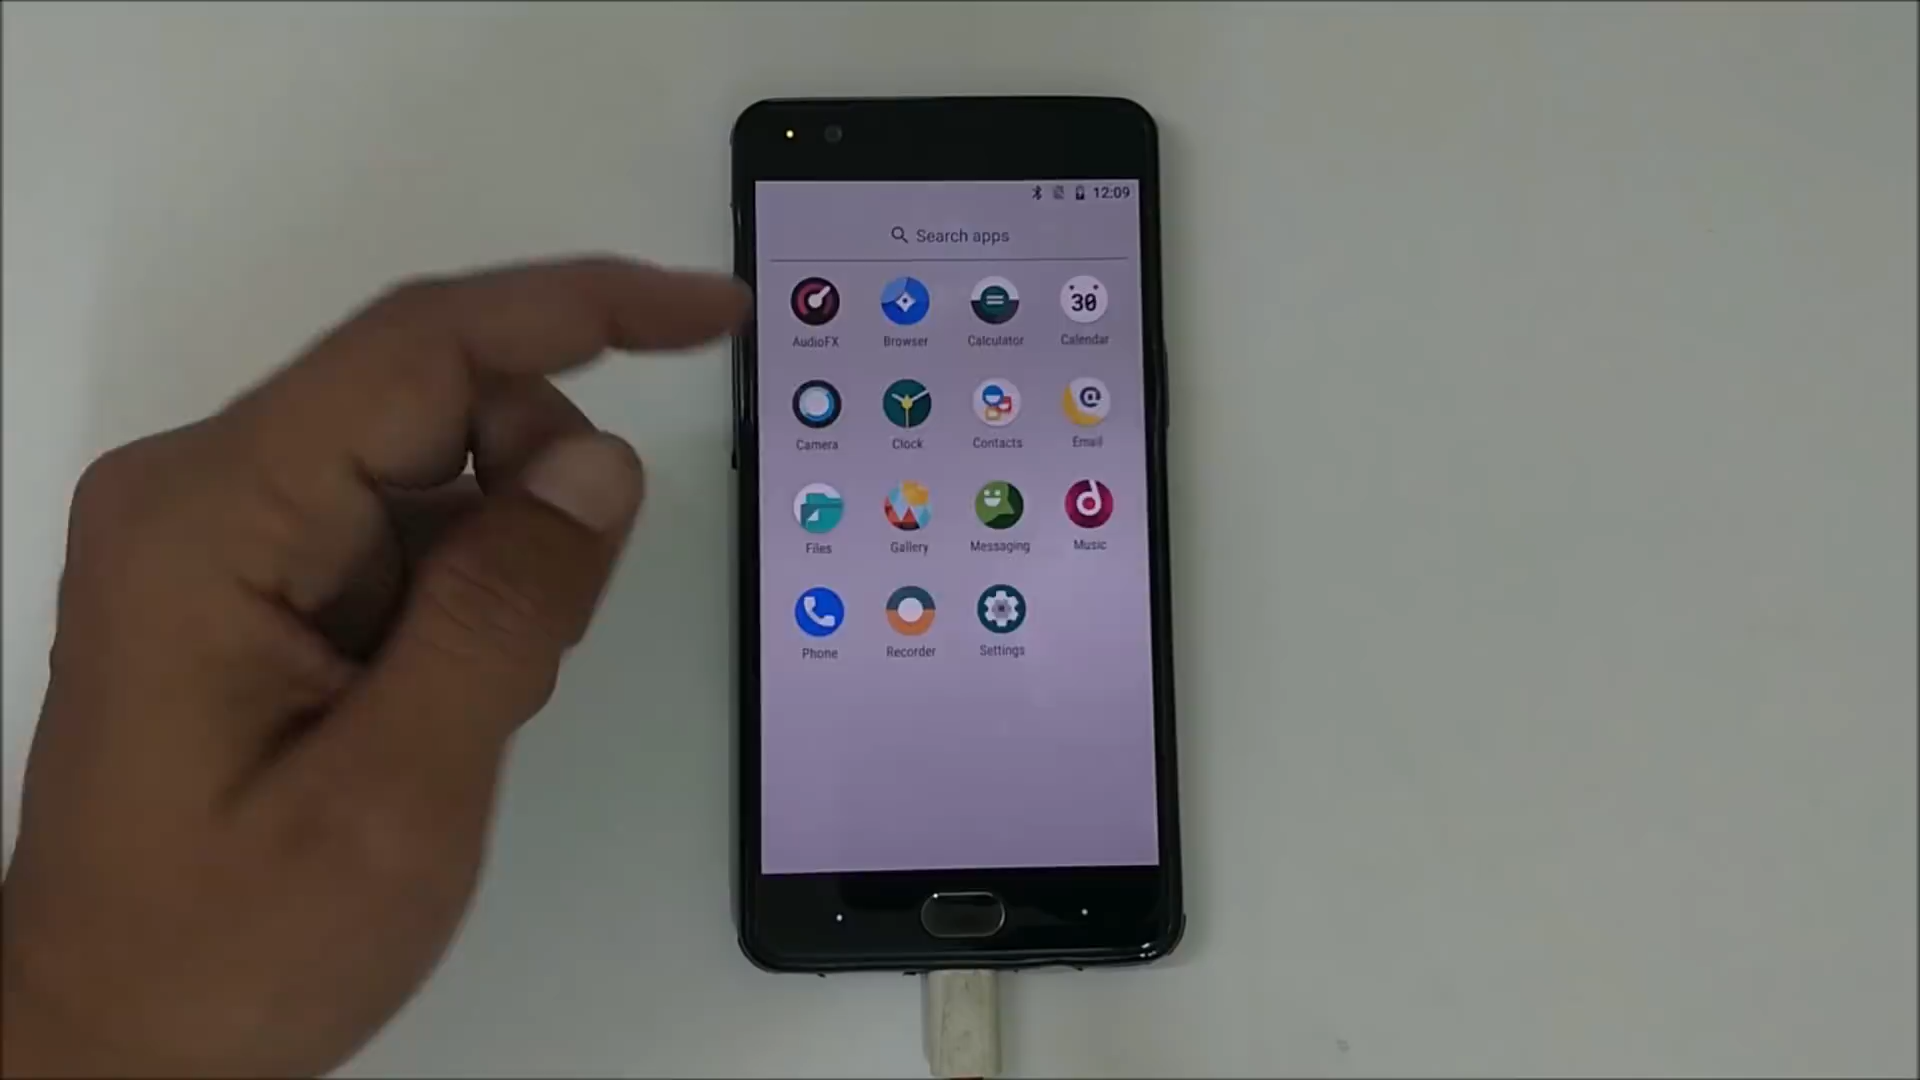 12:09
Search apps
AudioFX Browser Calculator Calendar
30
Camera Clock Contacts Email
Files Gallery Messaging Music
Phone Recorder Settings